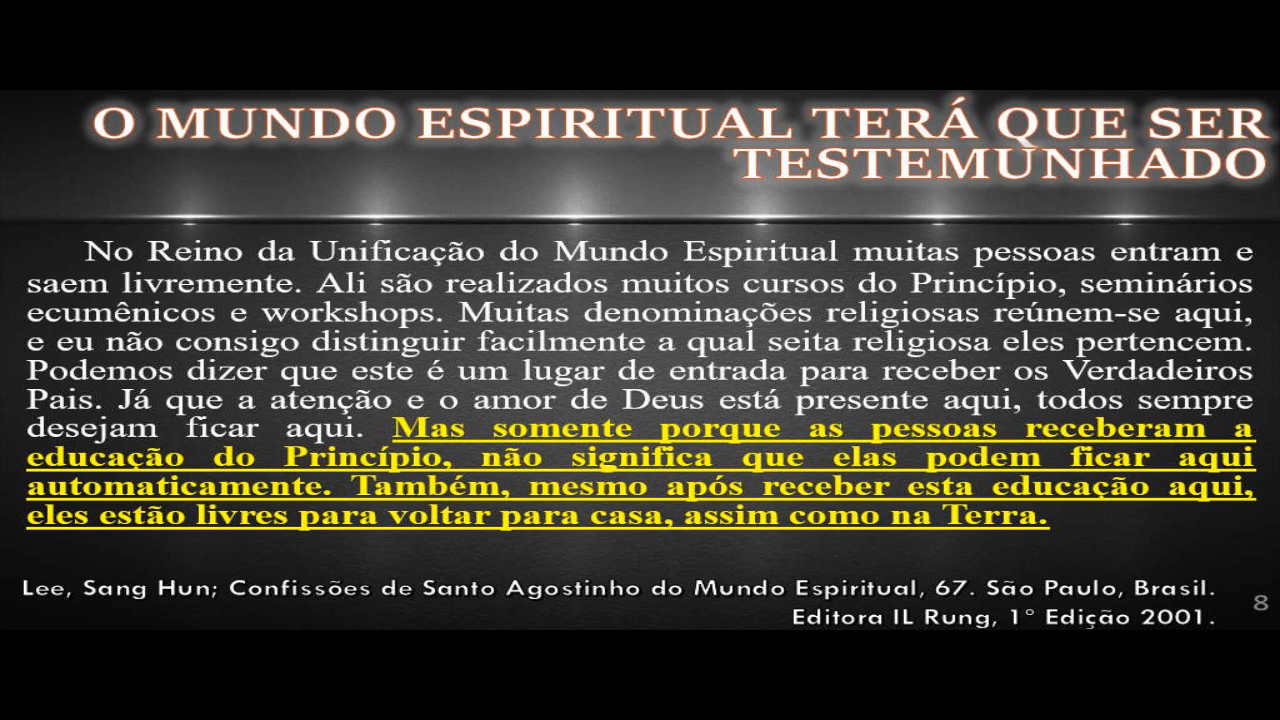 O MUNDO ESPIRITUAL TERÁ QUE SER
TESTEMUNHADO
No Reino da Unificação do Mundo Espiritual muitas pessoas entram e
saem livremente. Ali são realizados muitos cursos do Princípio, seminários
ecumênicos e workshops. Muitas denominações religiosas reúnem-se aqui,
e eu não consigo distinguir facilmente a qual seita religiosa eles pertencem.
Podemos dizer que este é um lugar de entrada para receber os Verdadeiros
Pais. Já que a atenção e o amor de Deus está presente aqui, todos sempre
desejam ficar aqui. Mas somente porque as pessoas receberam a
educação do Princípio, não significa que elas podem ficar aqui
automaticamente. Também, mesmo após receber esta educação aqui,
eles estão livres para voltar para casa, assim como na Terra.
Lee, Sang Hun; Confissões de Santo Agostinho do Mundo Espiritual, 67. São Paulo, Brasil.
Editora IL Rung, 1° Edição 2001.
8